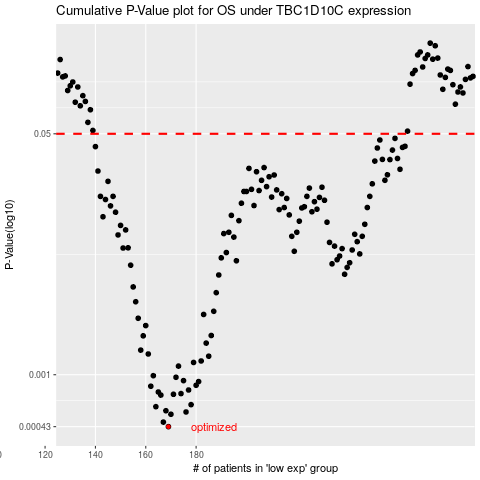 Cumulative P-Value plot for OS under TBC1D10C expression
P-Value(log10)
0.05
0.001
0.00043
optimized
0 120 140 160 180
# of patients in 'low exp' group